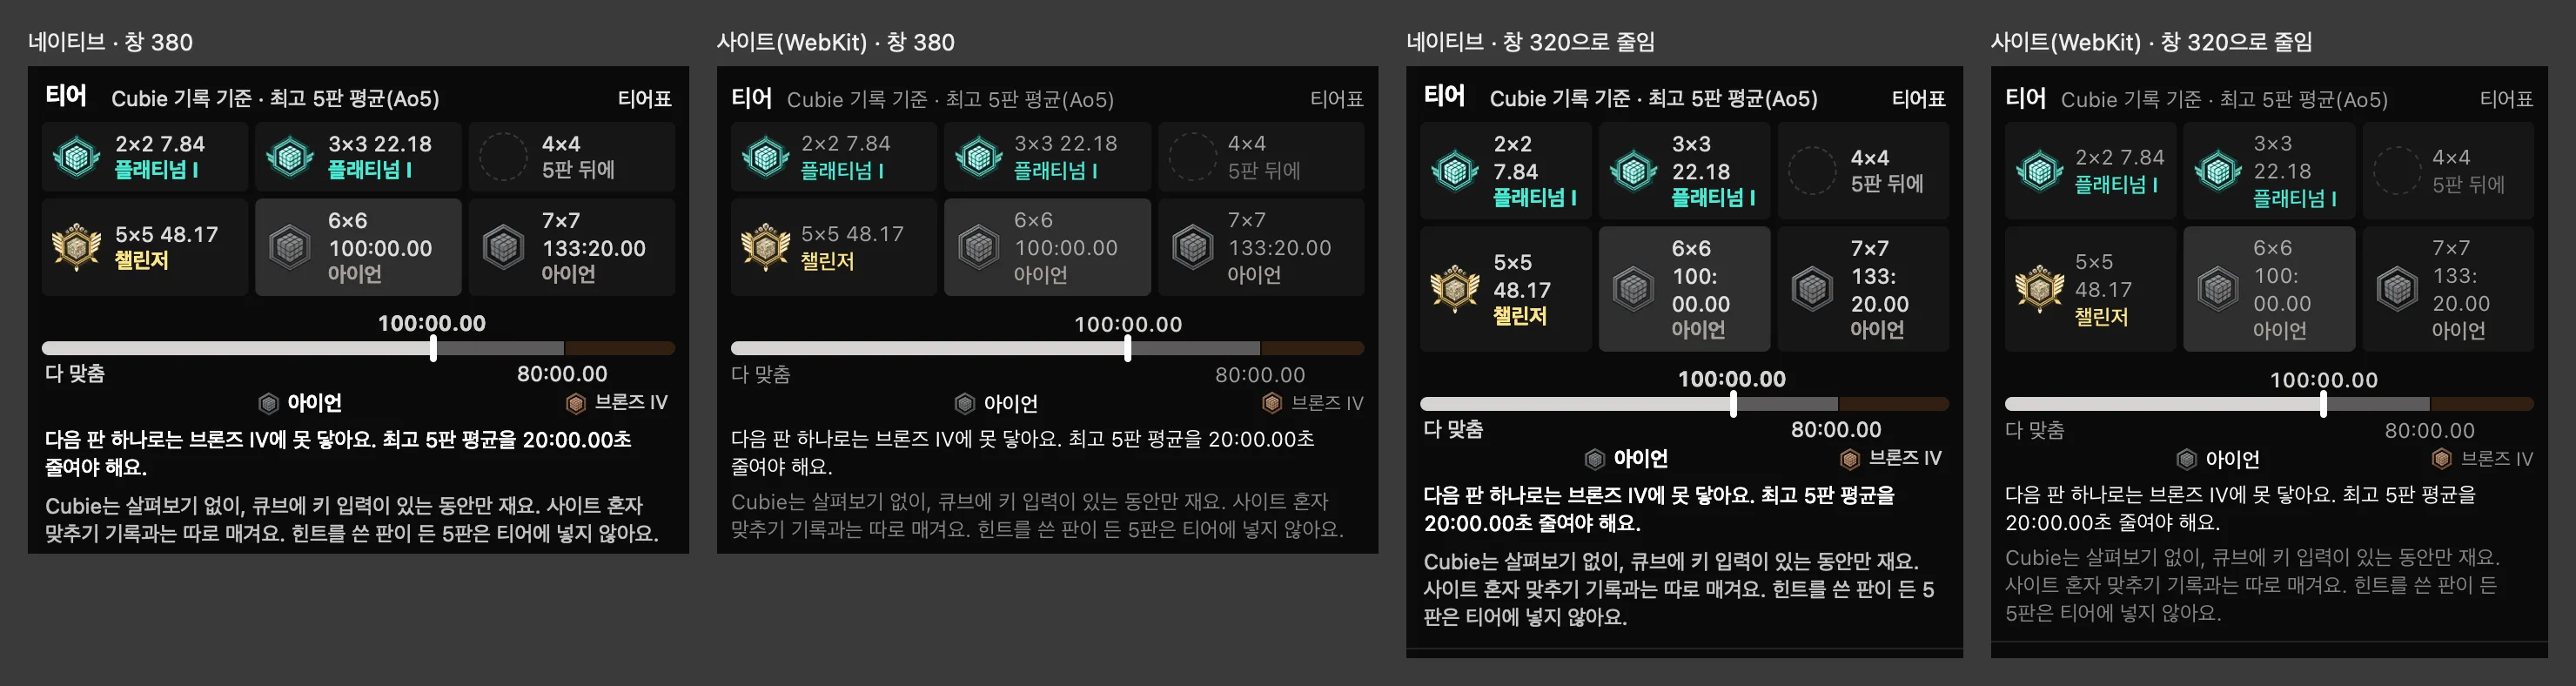 네이티브 · 창 380
티어 Cubie 기록 기준 · 최고 5판 평균(Ao5) 티어표
2×2 7.84
플래티넘 I
3×3 22.18
플래티넘 I
4×4
5판 뒤에
5×5 48.17
챌린저
6×6
100:00.00
아이언
7×7
133:20.00
아이언
100:00.00
다 맞춤 80:00.00
아이언 브론즈 IV
다음 판 하나로는 브론즈 IV에 못 닿아요. 최고 5판 평균을 20:00.00초
줄여야 해요.
Cubie는 살펴보기 없이, 큐브에 키 입력이 있는 동안만 재요. 사이트 혼자
맞추기 기록과는 따로 매겨요. 힌트를 쓴 판이 든 5판은 티어에 넣지 않아요.
사이트(WebKit) · 창 380
티어 Cubie 기록 기준 · 최고 5판 평균(Ao5) 티어표
2×2 7.84
플래티넘 I
3×3 22.18
플래티넘 I
4×4
5판 뒤에
5×5 48.17
챌린저
6×6
100:00.00
아이언
7×7
133:20.00
아이언
100:00.00
다 맞춤 80:00.00
아이언 브론즈 IV
다음 판 하나로는 브론즈 IV에 못 닿아요. 최고 5판 평균을 20:00.00초
줄여야 해요.
Cubie는 살펴보기 없이, 큐브에 키 입력이 있는 동안만 재요. 사이트 혼자
맞추기 기록과는 따로 매겨요. 힌트를 쓴 판이 든 5판은 티어에 넣지 않아요.
네이티브 · 창 320으로 줄임
티어 Cubie 기록 기준 · 최고 5판 평균(Ao5) 티어표
2×2
7.84
플래티넘 I
3×3
22.18
플래티넘 I
4×4
5판 뒤에
5×5
48.17
챌린저
6×6
100:
00.00
아이언
7×7
133:
20.00
아이언
100:00.00
다 맞춤 80:00.00
아이언 브론즈 IV
다음 판 하나로는 브론즈 IV에 못 닿아요. 최고 5판 평균을
20:00.00초 줄여야 해요.
Cubie는 살펴보기 없이, 큐브에 키 입력이 있는 동안만 재요.
사이트 혼자 맞추기 기록과는 따로 매겨요. 힌트를 쓴 판이 든 5
판은 티어에 넣지 않아요.
사이트(WebKit) · 창 320으로 줄임
티어 Cubie 기록 기준 · 최고 5판 평균(Ao5) 티어표
2×2 7.84
플래티넘 I
3×3
22.18
플래티넘 I
4×4
5판 뒤에
5×5
48.17
챌린저
6×6
100:
00.00
아이언
7×7
133:
20.00
아이언
100:00.00
다 맞춤 80:00.00
아이언 브론즈 IV
다음 판 하나로는 브론즈 IV에 못 닿아요. 최고 5판 평균을
20:00.00초 줄여야 해요.
Cubie는 살펴보기 없이, 큐브에 키 입력이 있는 동안만 재요.
사이트 혼자 맞추기 기록과는 따로 매겨요. 힌트를 쓴 판이 든
5판은 티어에 넣지 않아요.